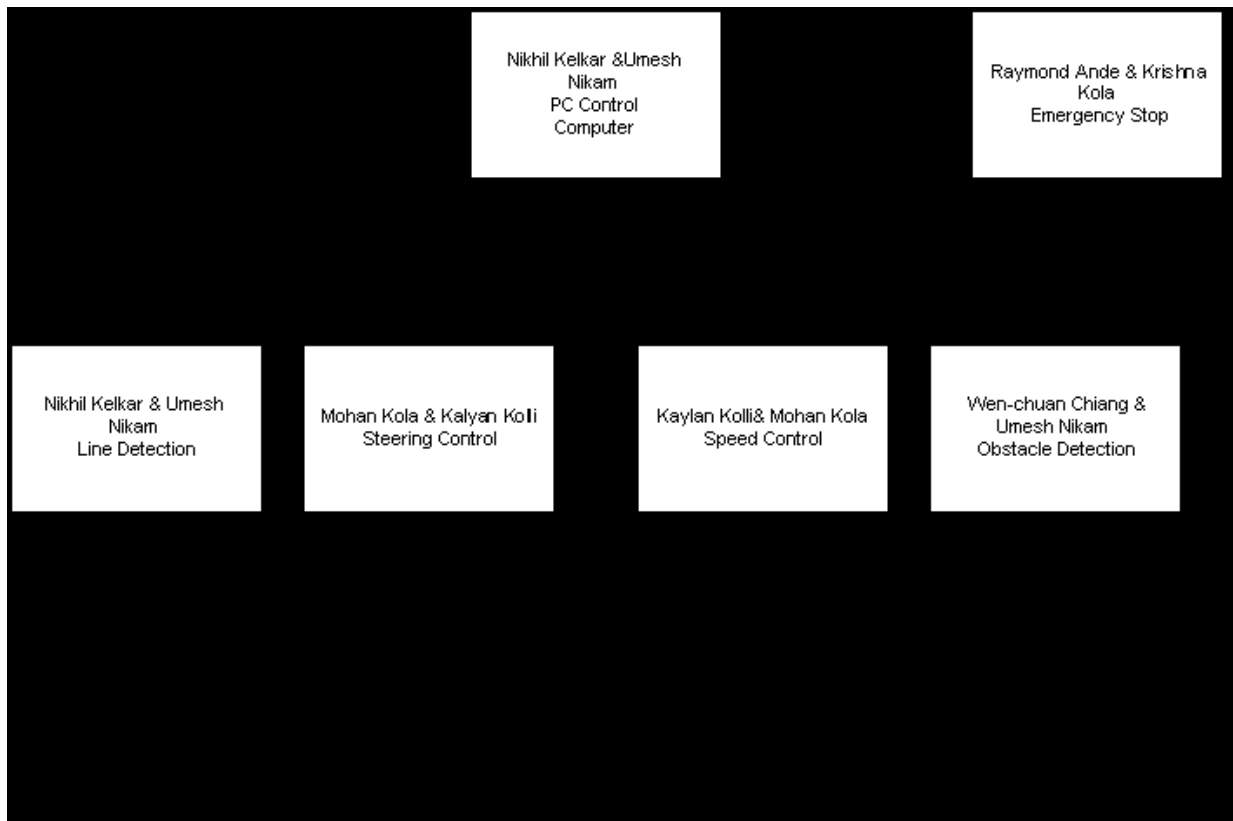 Nikhil Kelkar &Umesh
Nikam
PC Control
Computer
Raymond Ande & Krishna
Kola
Emergency Stop
Nikhil Kelkar & Umesh
Nikam
Line Detection
Mohan Kola & Kalyan Kolli
Steering Control
Kaylan Kolli& Mohan Kola
Speed Control
Wen-chuan Chiang &
Umesh Nikam
Obstacle Detection